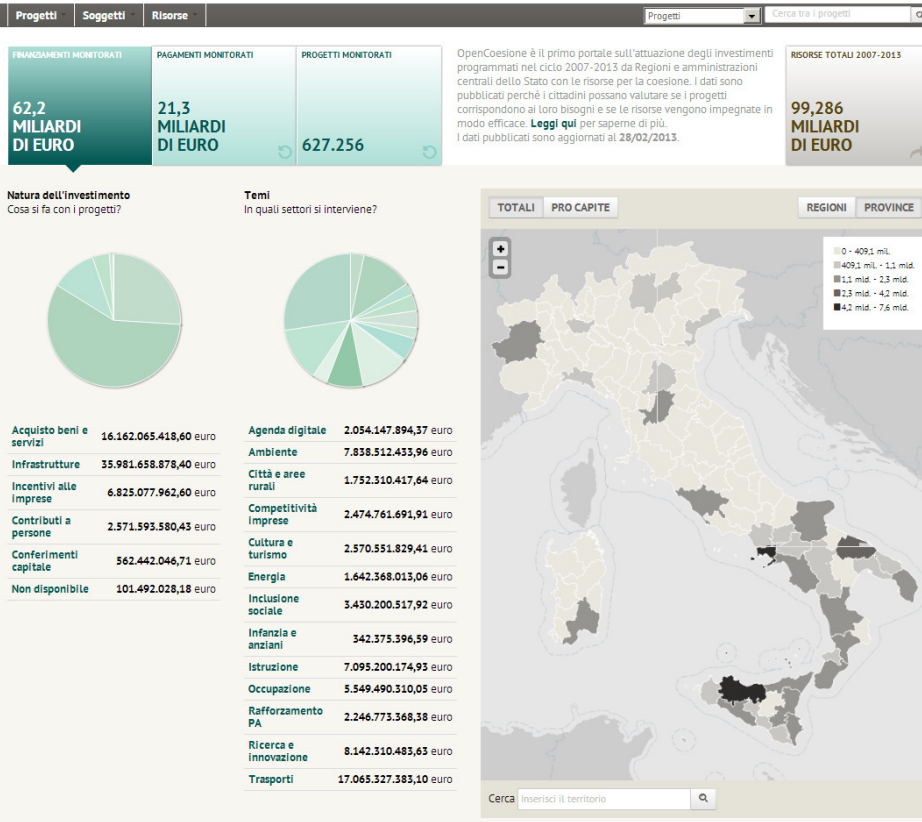 Progetti Soggetti Risorse Progetti Cerca tra i progetti
FINANZIAMENTI MONITORATI
62,2
MILIARDI
DI EURO
PAGAMENTI MONITORATI
21,3
MILIARDI
DI EURO
PROGETTI MONITORATI
627.256
OpenCoesione è il primo portale sull'attuazione degli investimenti
programmati nel ciclo 2007-2013 da Regioni e amministrazioni
centrali dello Stato con le risorse per la coesione. I dati sono
pubblicati perché i cittadini possano valutare se i progetti
corrispondono ai loro bisogni e se le risorse vengono impegnate in
modo efficace. Leggi qui per saperne di più.
I dati pubblicati sono aggiornati al 28/02/2013.
RISORSE TOTALI 2007-2013
99,286
MILIARDI
DI EURO
Natura dell'investimento
Cosa si fa con i progetti?
Acquisto beni e
servizi 16.162.065.418,60 euro
Infrastrutture 35.981.658.878,40 euro
Incentivi alle
imprese 6.825.077.962,60 euro
Contributi a
persone 2.571.593.580,43 euro
Conferimenti
capitale 562.442.046,71 euro
Non disponibile 101.492.028,18 euro
Temi
In quali settori si interviene?
Agenda digitale 2.054.147.894,37 euro
Ambiente 7.838.512.433,96 euro
Città e aree
rurali 1.752.310.417,64 euro
Competitività
imprese 2.474.761.691,91 euro
Cultura e
turismo 2.570.551.829,41 euro
Energia 1.642.368.013,06 euro
Inclusione
sociale 3.430.200.517,92 euro
Infanzia e
anziani 342.375.396,59 euro
Istruzione 7.095.200.174,93 euro
Occupazione 5.549.490.310,05 euro
Rafforzamento
PA 2.246.773.368,38 euro
Ricerca e
innovazione 8.142.310.483,63 euro
Trasporti 17.065.327.383,10 euro
TOTALI PRO CAPITE REGIONI PROVINCE
+
−
0 - 409,1 mil.
409,1 mil. - 1,1 mld.
1,1 mld. - 2,3 mld.
2,3 mld. - 4,2 mld.
4,2 mld. - 7,6 mld.
Cerca Inserisci il territorio